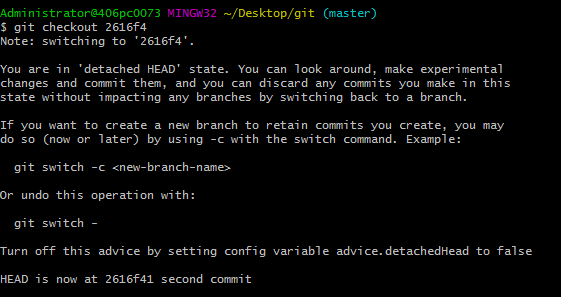 Administrator@406pc0073 MINGW32 ~/Desktop/git (master)
$ git checkout 2616f4
Note: switching to '2616f4'.
You are in 'detached HEAD' state. You can look around, make experimental
changes and commit them, and you can discard any commits you make in this
state without impacting any branches by switching back to a branch.
If you want to create a new branch to retain commits you create, you may
do so (now or later) by using -c with the switch command. Example:
git switch -c <new-branch-name>
Or undo this operation with:
git switch -
Turn off this advice by setting config variable advice.detachedHead to false
HEAD is now at 2616f41 second commit